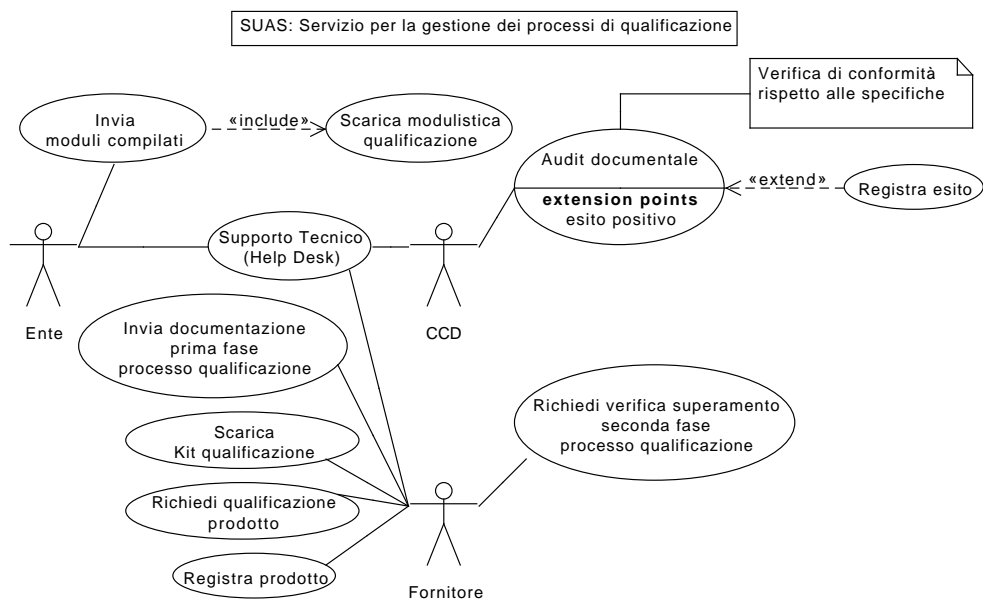 SUAS: Servizio per la gestione dei processi di qualificazione
Verifica di conformità
rispetto alle specifiche
Invia
moduli compilati
«include»
Scarica modulistica
qualificazione
Audit documentale
extension points
esito positivo
«extend»
Registra esito
Supporto Tecnico
(Help Desk)
Ente
CCD
Invia documentazione
prima fase
processo qualificazione
Richiedi verifica superamento
seconda fase
processo qualificazione
Scarica
Kit qualificazione
Richiedi qualificazione
prodotto
Registra prodotto
Fornitore